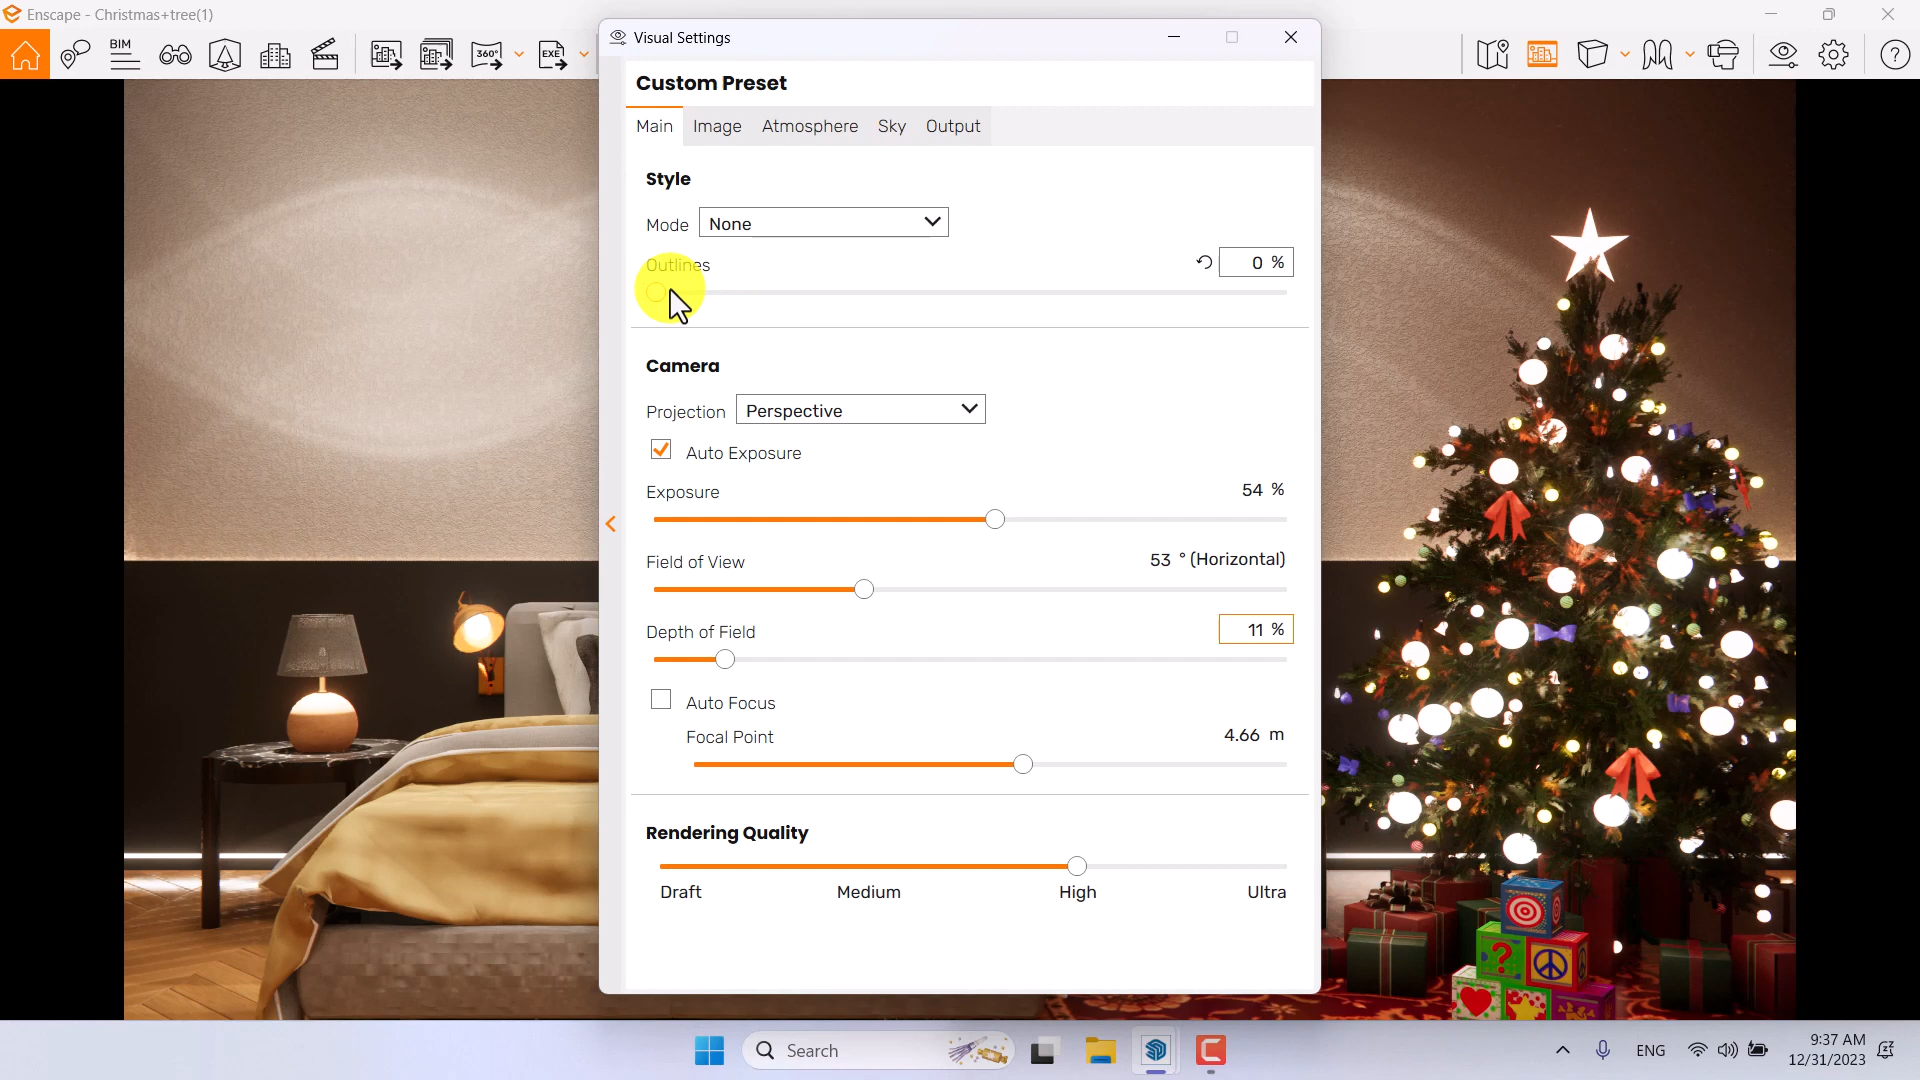 Enscape - Christmas+tree(1)
BIM
360°
EXE
Visual Settings
Custom Preset
Main Image Atmosphere Sky Output
Style
Mode None
Outlines 0 %
Camera
Projection Perspective
Auto Exposure
Exposure 54 %
Field of View 53 ° (Horizontal)
Depth of Field 11 %
Auto Focus
Focal Point 4.66 m
Rendering Quality
Draft Medium High Ultra
?
Search
ENG
9:37 AM
12/31/2023